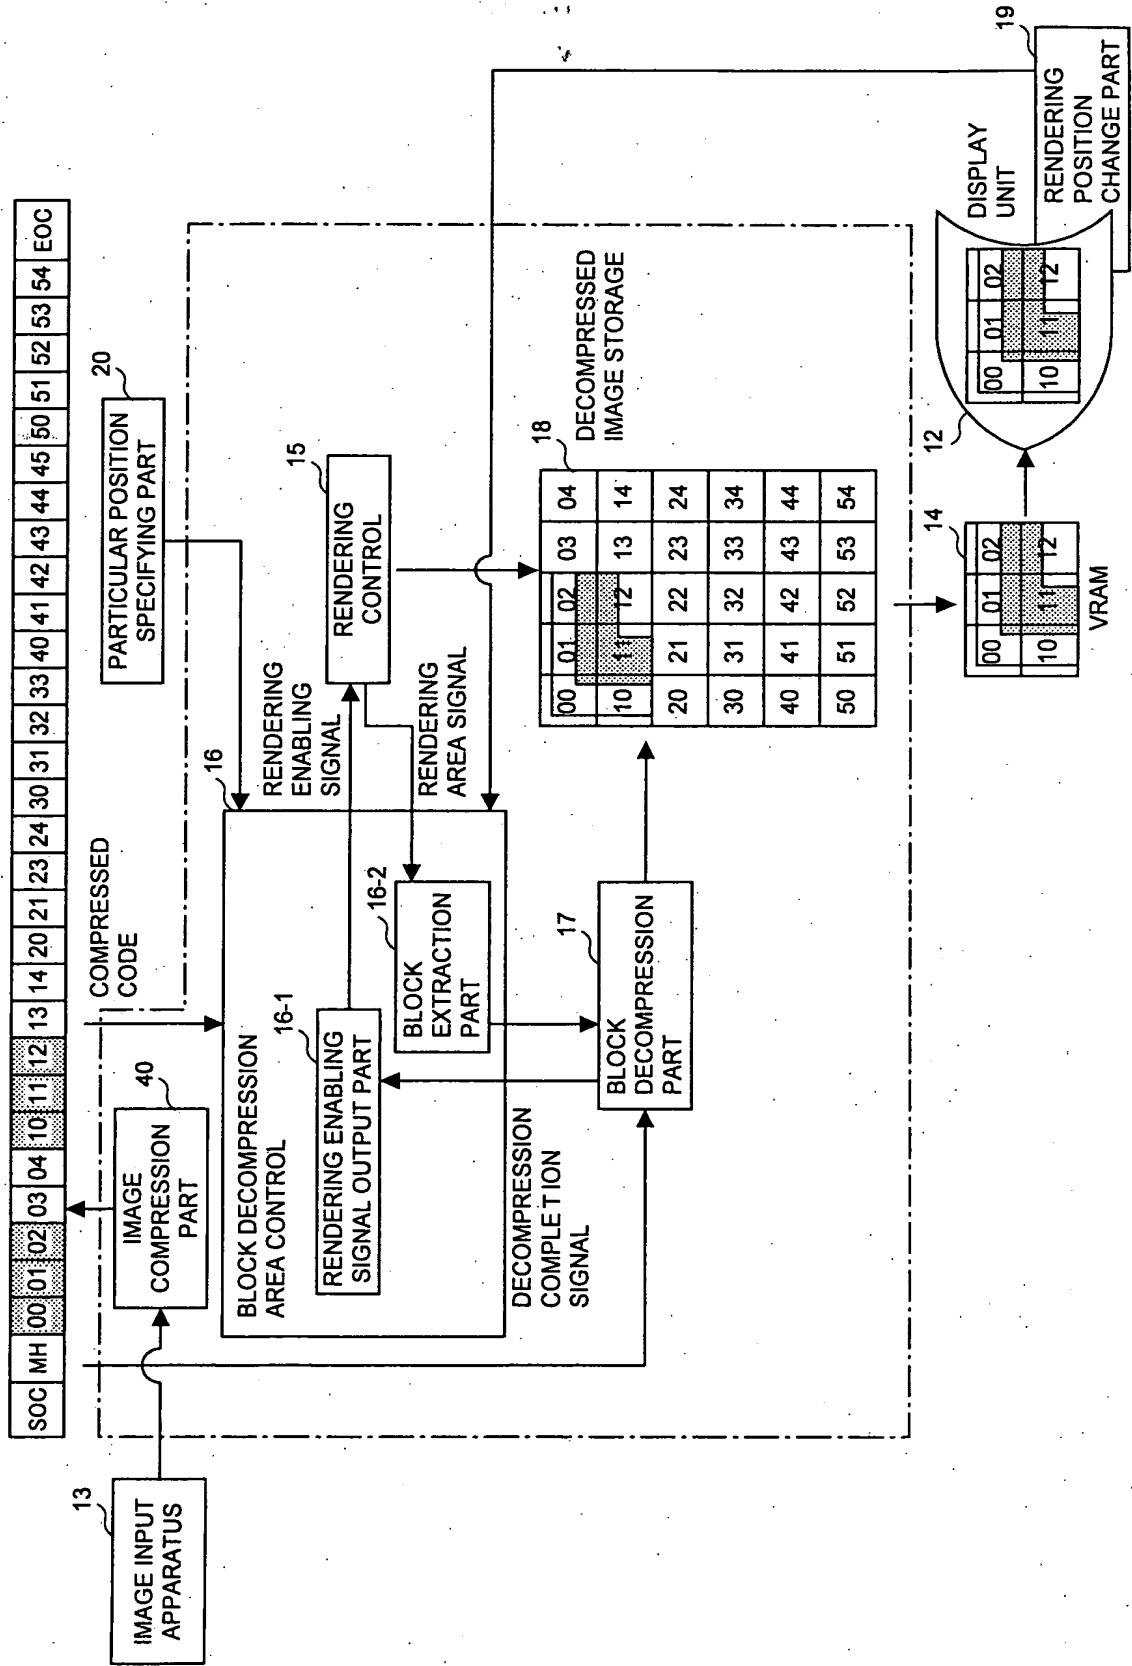 SOC MH 00 01 02 03 04 10 11 12 13 14 20 21 23 24 30 31 32 33 40 41 42 43 44 45 50 51 52 53 54 EOC
13
IMAGE INPUT
APPARATUS
40
IMAGE
COMPRESSION
PART
COMPRESSED
CODE
20
PARTICULAR POSITION
SPECIFYING PART
16
BLOCK DECOMPRESSION
AREA CONTROL
16-1
RENDERING ENABLING
SIGNAL OUTPUT PART
16-2
BLOCK
EXTRACTION
PART
RENDERING
ENABLING
SIGNAL
15
RENDERING
CONTROL
RENDERING
AREA SIGNAL
DECOMPRESSION
COMPLETION
SIGNAL
17
BLOCK
DECOMPRESSION
PART
18
DECOMPRESSED
IMAGE STORAGE
00 01 02 03 04
10 11 12 13 14
20 21 22 23 24
30 31 32 33 34
40 41 42 43 44
50 51 52 53 54
14
00 01 02
10 11 12
VRAM
12
DISPLAY
UNIT
00 01 02
10 11 12
19
RENDERING
POSITION
CHANGE PART